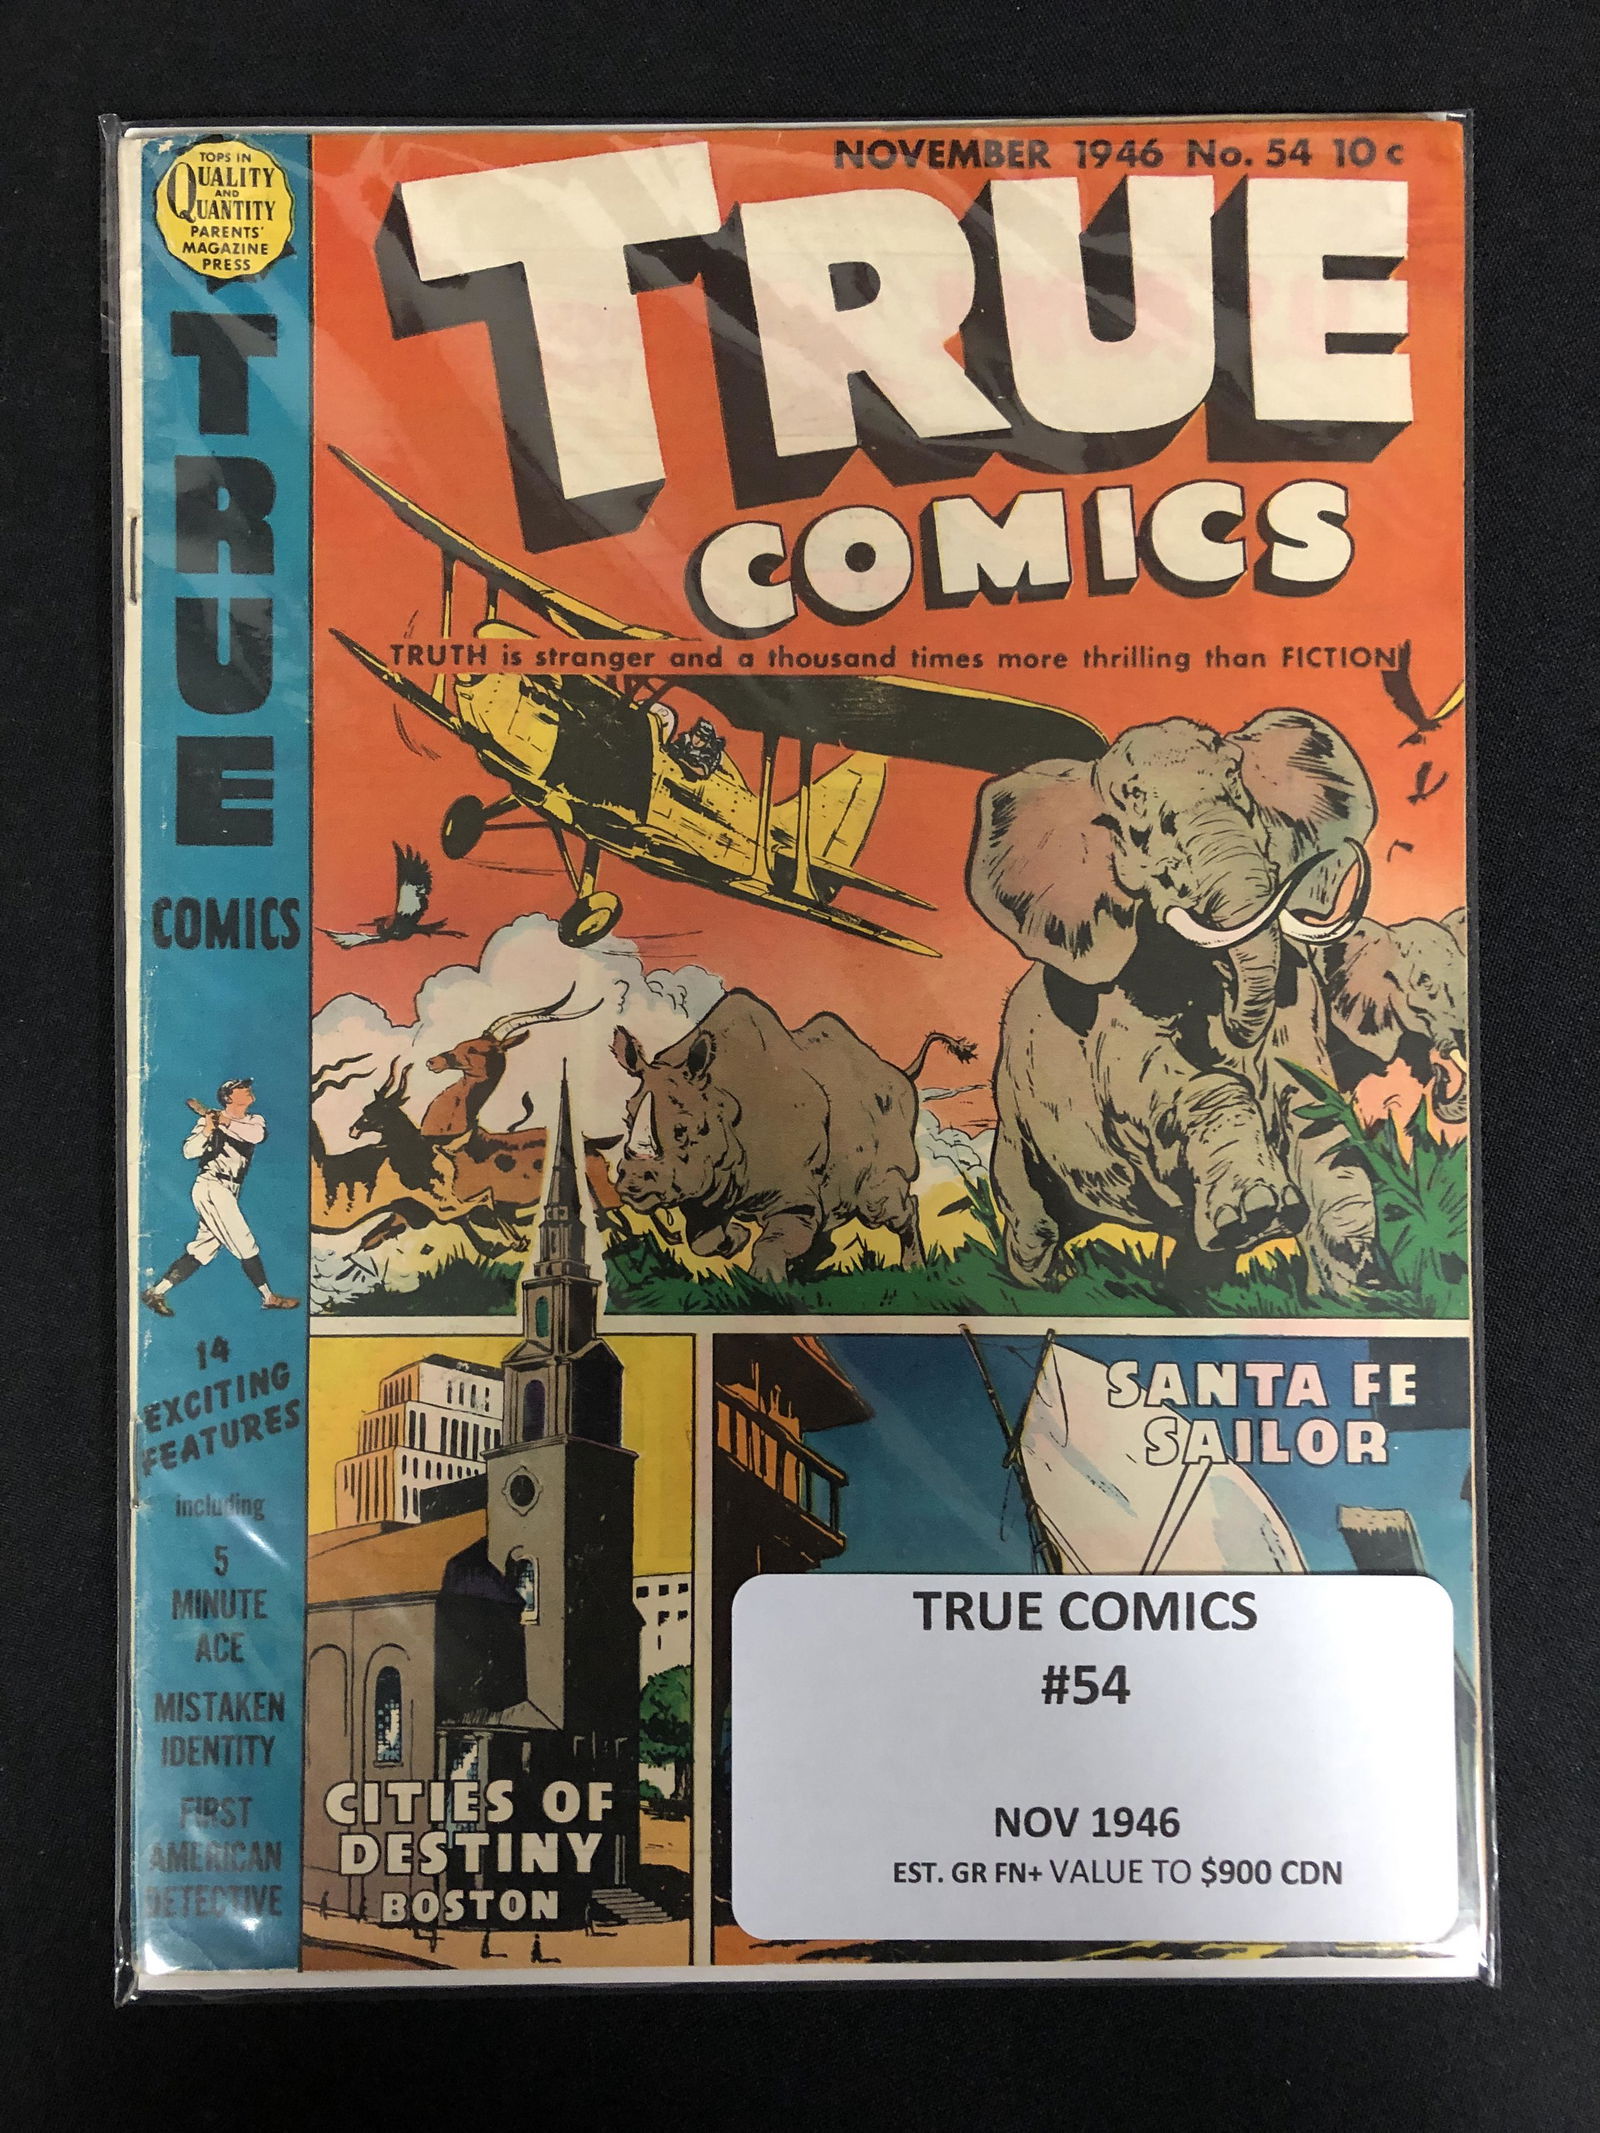 TOPS IN
QUALITY
AND
QUANTITY
PARENTS'
MAGAZINE
PRESS
TRUE
COMICS
14
EXCITING
FEATURES
including
5
MINUTE
ACE
MISTAKEN
IDENTITY
FIRST
AMERICAN
DETECTIVE
NOVEMBER 1946 No. 54 10c
TRUE
COMICS
TRUTH is stranger and a thousand times more thrilling than FICTION
CITIES OF
DESTINY
BOSTON
SANTA FE
SAILOR
TRUE COMICS
#54
NOV 1946
EST. GR FN+ VALUE TO $900 CDN